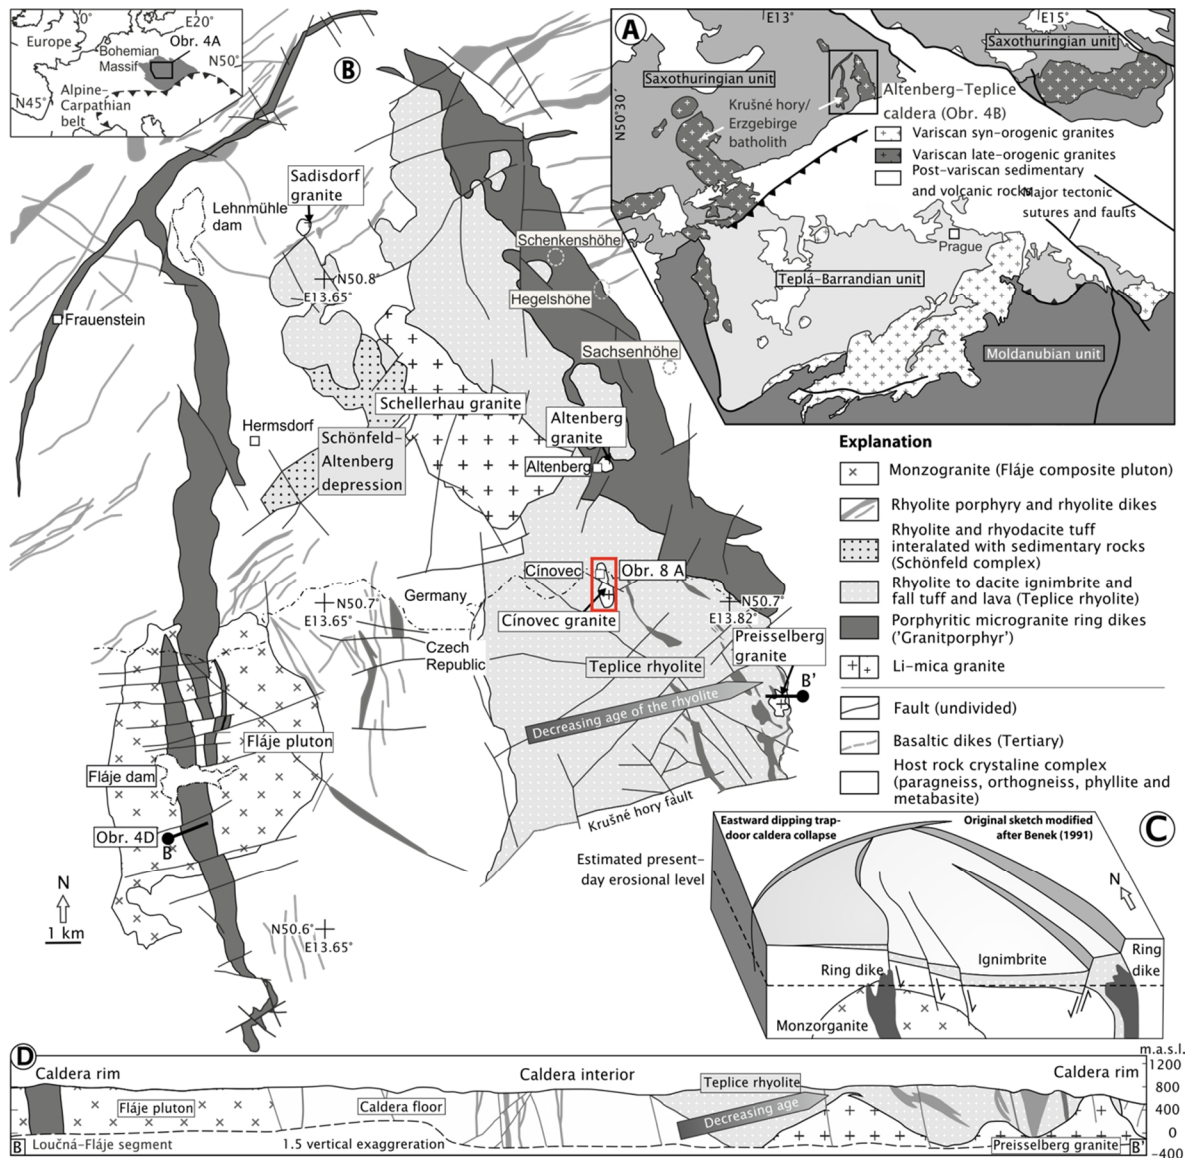 0°
E20°
Europe
Obr. 4A
Bohemian
Massif
N50°
N45°
Alpine-
Carpathian
belt
B
Sadisdorf
granite
Lehnmühle
dam
N50.8°
E13.65°
Frauenstein
Schenkenshöhe
Hegelshöhe
Sachsenhöhe
Schellerhau granite
Altenberg
granite
Hermsdorf
Schönfeld–
Altenberg
depression
Altenberg
Cínovec
Obr. 8 A
Germany
N50.7°
E13.65°
Cínovec granite
N50.7°
E13.82°
Czech
Republic
Preisselberg
granite
Teplice rhyolite
B'
Decreasing age of the rhyolite
Fláje pluton
Fláje dam
Krušné hory fault
Obr. 4D
B
N
1 km
N50.6°
E13.65°
A
E13°
E15°
N50°30´
Saxothuringian unit
Saxothuringian unit
Krušné hory/
Erzgebirge
batholith
Altenberg–Teplice
caldera (Obr. 4B)
Variscan syn-orogenic granites
Variscan late-orogenic granites
Post-variscan sedimentary
and volcanic rocks
Major tectonic
sutures and faults
Prague
Teplá-Barrandian unit
Moldanubian unit
Explanation
Monzogranite (Fláje composite pluton)
Rhyolite porphyry and rhyolite dikes
Rhyolite and rhyodacite tuff
interalated with sedimentary rocks
(Schönfeld complex)
Rhyolite to dacite ignimbrite and
fall tuff and lava (Teplice rhyolite)
Porphyritic microgranite ring dikes
('Granitporphyr')
Li-mica granite
Fault (undivided)
Basaltic dikes (Tertiary)
Host rock crystaline complex
(paragneiss, orthogneiss, phyllite and
metabasite)
C
Eastward dipping trap-
door caldera collapse
Original sketch modified
after Benek (1991)
Estimated present-
day erosional level
N
Ring dike
Ignimbrite
Ring
dike
Monzorganite
D
m.a.s.l.
Caldera rim
Caldera interior
Caldera rim
1200
800
400
0
−400
Teplice rhyolite
Decreasing age
Fláje pluton
Caldera floor
B
Loučná-Fláje segment
1.5 vertical exaggreration
Preisselberg granite
B'